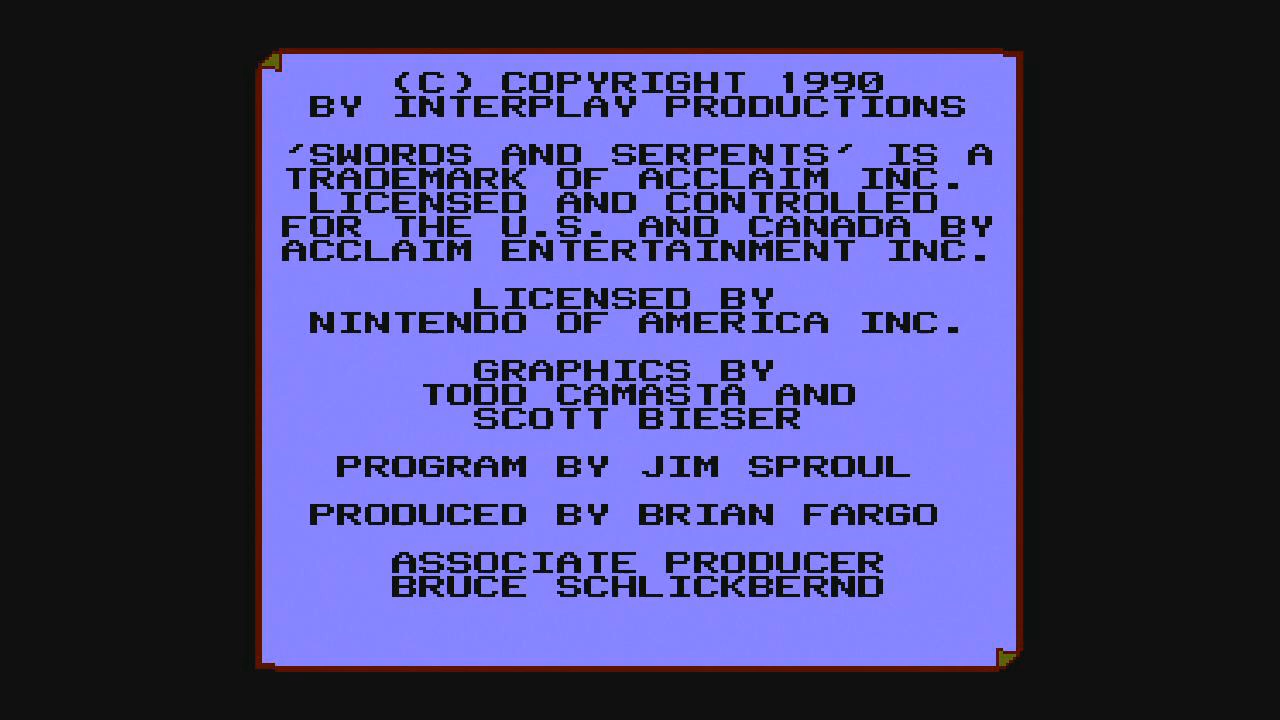 (C) COPYRIGHT 1990
BY INTERPLAY PRODUCTIONS
'SWORDS AND SERPENTS' IS A
TRADEMARK OF ACCLAIM INC.
LICENSED AND CONTROLLED
FOR THE U.S. AND CANADA BY
ACCLAIM ENTERTAINMENT INC.
LICENSED BY
NINTENDO OF AMERICA INC.
GRAPHICS BY
TODD CAMASTA AND
SCOTT BIESER
PROGRAM BY JIM SPROUL
PRODUCED BY BRIAN FARGO
ASSOCIATE PRODUCER
BRUCE SCHLICKBERND